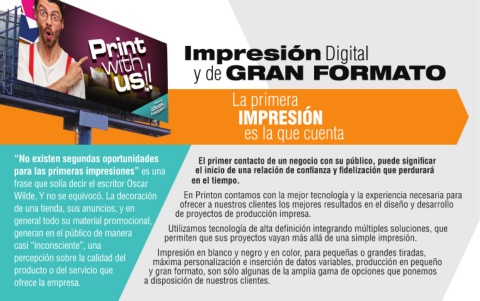 Print
with
us!!
Impresión Digital
y de GRAN FORMATO
La primera
IMPRESIÓN
es la que cuenta
“No existen segundas oportunidades
para las primeras impresiones” es una
frase que solía decir el escritor Oscar
Wilde. Y no se equivocó. La decoración
de una tienda, sus anuncios, y en
general todo su material promocional,
generan en el público de manera
casi “inconsciente”, una
percepción sobre la calidad del
producto o del servicio que
ofrece la empresa.
El primer contacto de un negocio con su público, puede significar
el inicio de una relación de confianza y fidelización que perdurará
en el tiempo.
En Printon contamos con la mejor tecnología y la experiencia necesaria para
ofrecer a nuestros clientes los mejores resultados en el diseño y desarrollo
de proyectos de producción impresa.
Utilizamos tecnología de alta definición integrando múltiples soluciones, que
permiten que sus proyectos vayan más allá de una simple impresión.
Impresión en blanco y negro y en color, para pequeñas o grandes tiradas,
máxima personalización e inserción de datos variables, producción en pequeño
y gran formato, son sólo algunas de la amplia gama de opciones que ponemos
a disposición de nuestros clientes.